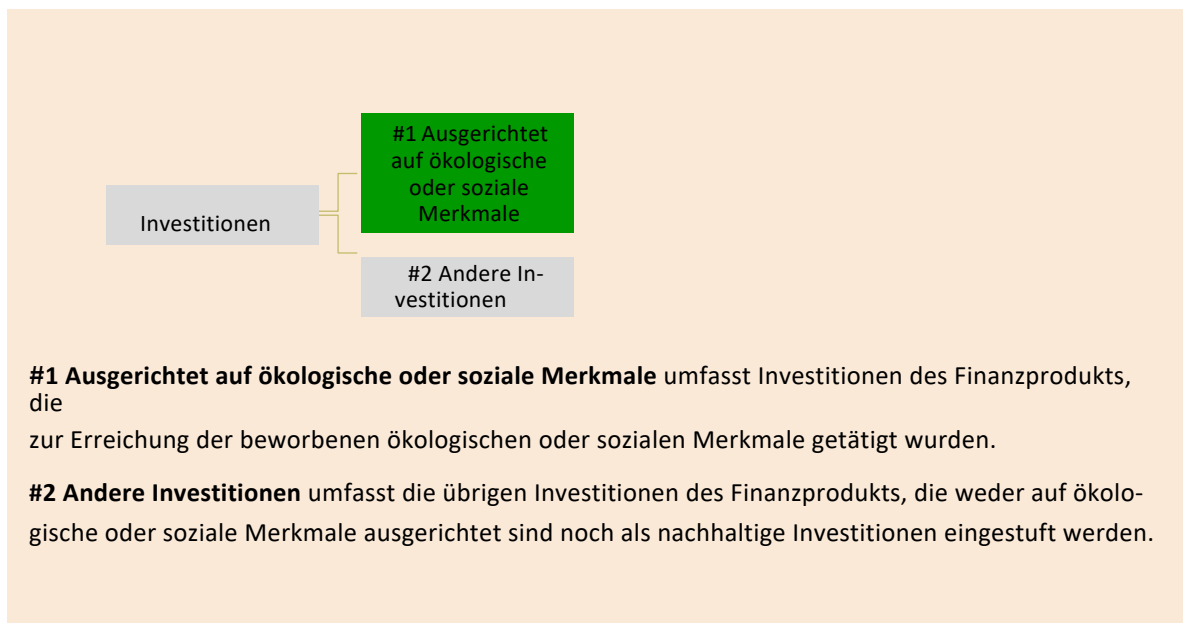 #1 Ausgerichtet
auf ökologische
oder soziale
Merkmale
Investitionen
#2 Andere In-
vestitionen
#1 Ausgerichtet auf ökologische oder soziale Merkmale umfasst Investitionen des Finanzprodukts,
die
zur Erreichung der beworbenen ökologischen oder sozialen Merkmale getätigt wurden.
#2 Andere Investitionen umfasst die übrigen Investitionen des Finanzprodukts, die weder auf ökolo-
gische oder soziale Merkmale ausgerichtet sind noch als nachhaltige Investitionen eingestuft werden.